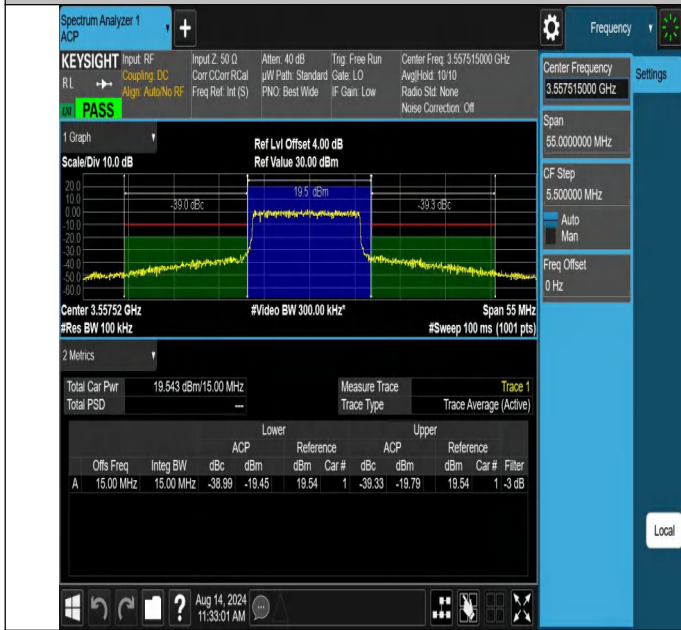 Spectrum Analyzer 1
ACP
+
Frequency
KEYSIGHT
Input: RF
Coupling: DC
Align: Auto/No RF
Input Z: 50 Ω
Corr CCorr RCal
Freq Ref: Int (S)
Atten: 40 dB
µW Path: Standard
PNO: Best Wide
Trig: Free Run
Gate: LO
IF Gain: Low
Center Freq: 3.557515000 GHz
Avg|Hold: 10/10
Radio Std: None
Noise Correction: Off
RL
PASS
Center Frequency
3.557515000 GHz
Settings
Span
55.0000000 MHz
CF Step
5.500000 MHz
Auto
Man
Freq Offset
0 Hz
1 Graph
Scale/Div 10.0 dB
Ref Lvl Offset 4.00 dB
Ref Value 30.00 dBm
20.0
10.0
0.00
-10.0
-20.0
-30.0
-40.0
-50.0
-60.0
-39.0 dBc
19.5 dBm
-39.3 dBc
Center 3.55752 GHz
#Video BW 300.00 kHz*
Span 55 MHz
#Res BW 100 kHz
#Sweep 100 ms (1001 pts)
2 Metrics
Total Car Pwr 19.543 dBm/15.00 MHz
Total PSD ---
Measure Trace Trace 1
Trace Type Trace Average (Active)
Lower Upper
ACP Reference ACP Reference
Offs Freq Integ BW dBc dBm dBm Car # dBc dBm dBm Car # Filter
A 15.00 MHz 15.00 MHz -38.99 -19.45 19.54 1 -39.33 -19.79 19.54 1 -3 dB
Local
?
Aug 14, 2024
11:33:01 AM